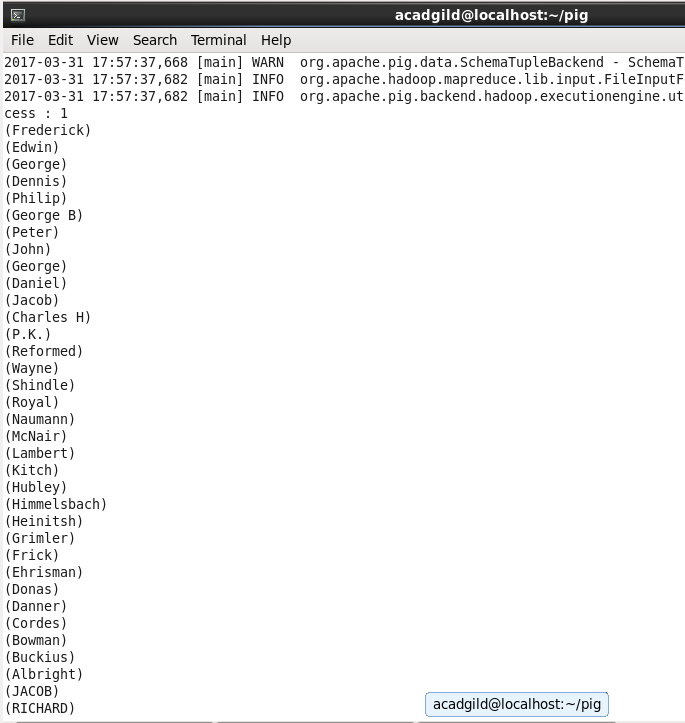 acadgild@localhost:~/pig
File Edit View Search Terminal Help
2017-03-31 17:57:37,668 [main] WARN  org.apache.pig.data.SchemaTupleBackend - SchemaT
2017-03-31 17:57:37,682 [main] INFO  org.apache.hadoop.mapreduce.lib.input.FileInputF
2017-03-31 17:57:37,682 [main] INFO  org.apache.pig.backend.hadoop.executionengine.ut
cess : 1
(Frederick)
(Edwin)
(George)
(Dennis)
(Philip)
(George B)
(Peter)
(John)
(George)
(Daniel)
(Jacob)
(Charles H)
(P.K.)
(Reformed)
(Wayne)
(Shindle)
(Royal)
(Naumann)
(McNair)
(Lambert)
(Kitch)
(Hubley)
(Himmelsbach)
(Heinitsh)
(Grimler)
(Frick)
(Ehrisman)
(Donas)
(Danner)
(Cordes)
(Bowman)
(Buckius)
(Albright)
(JACOB)
(RICHARD)
acadgild@localhost:~/pig